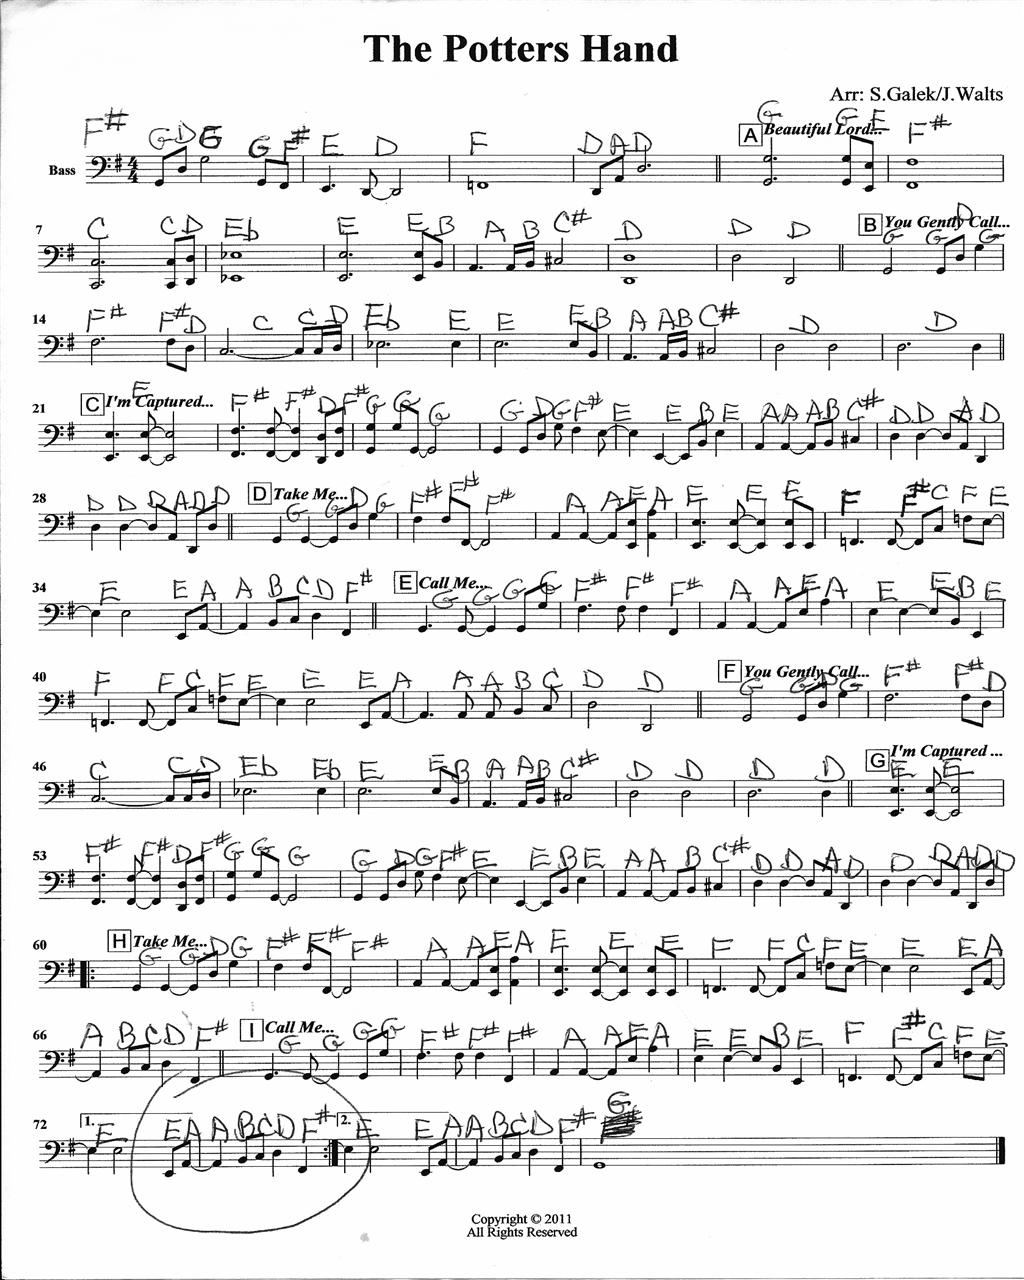 The Potters Hand
Arr: S.Galek/J.Walts
F# G D G G F# E D F D A D G G E F#
A Beautiful Lord...
Bass
7 C C D Eb E E B A B C# D D D G G D G
B You Gently Call...
14 F# F# D C C D Eb E E E B A A B C# D D
21 C I'm Captured...
E F# F# D F# G G G G D G F# E E B E A A A B C# D D A D
28 D D D A D D
D Take Me...
G G D G F# F# F# A A E A E E E F F# C F E
34 E E A A B C D F#
E Call Me...
G G G G F# F# F# A A E A E E B E
40 F F C F E E E A A A B C D D
F You Gently Call...
G G D G F# F# D
46 C C D Eb Eb E E B A A B C# D D D D
G I'm Captured ...
E E
53 F# F# D F# G G G G D G F# E E B E A A B C# D D A D D D A D D
60 H Take Me...
G G D G F# F# F# A A E A E E E F F C F E E E A
66 A B C D F#
I Call Me...
G G G G F# F# F# A A E A E E B E F F# C F E
72 1. E E A A B C D F# 2. E E A A B C D F# G
Copyright © 2011
All Rights Reserved